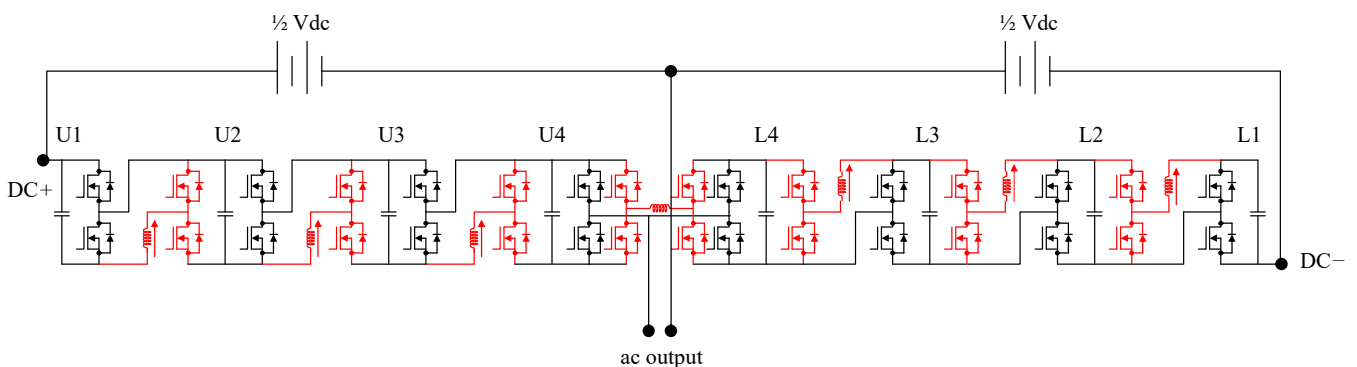 ½ Vdc ½ Vdc
U1 U2 U3 U4 L4 L3 L2 L1
DC+
DC−
ac output